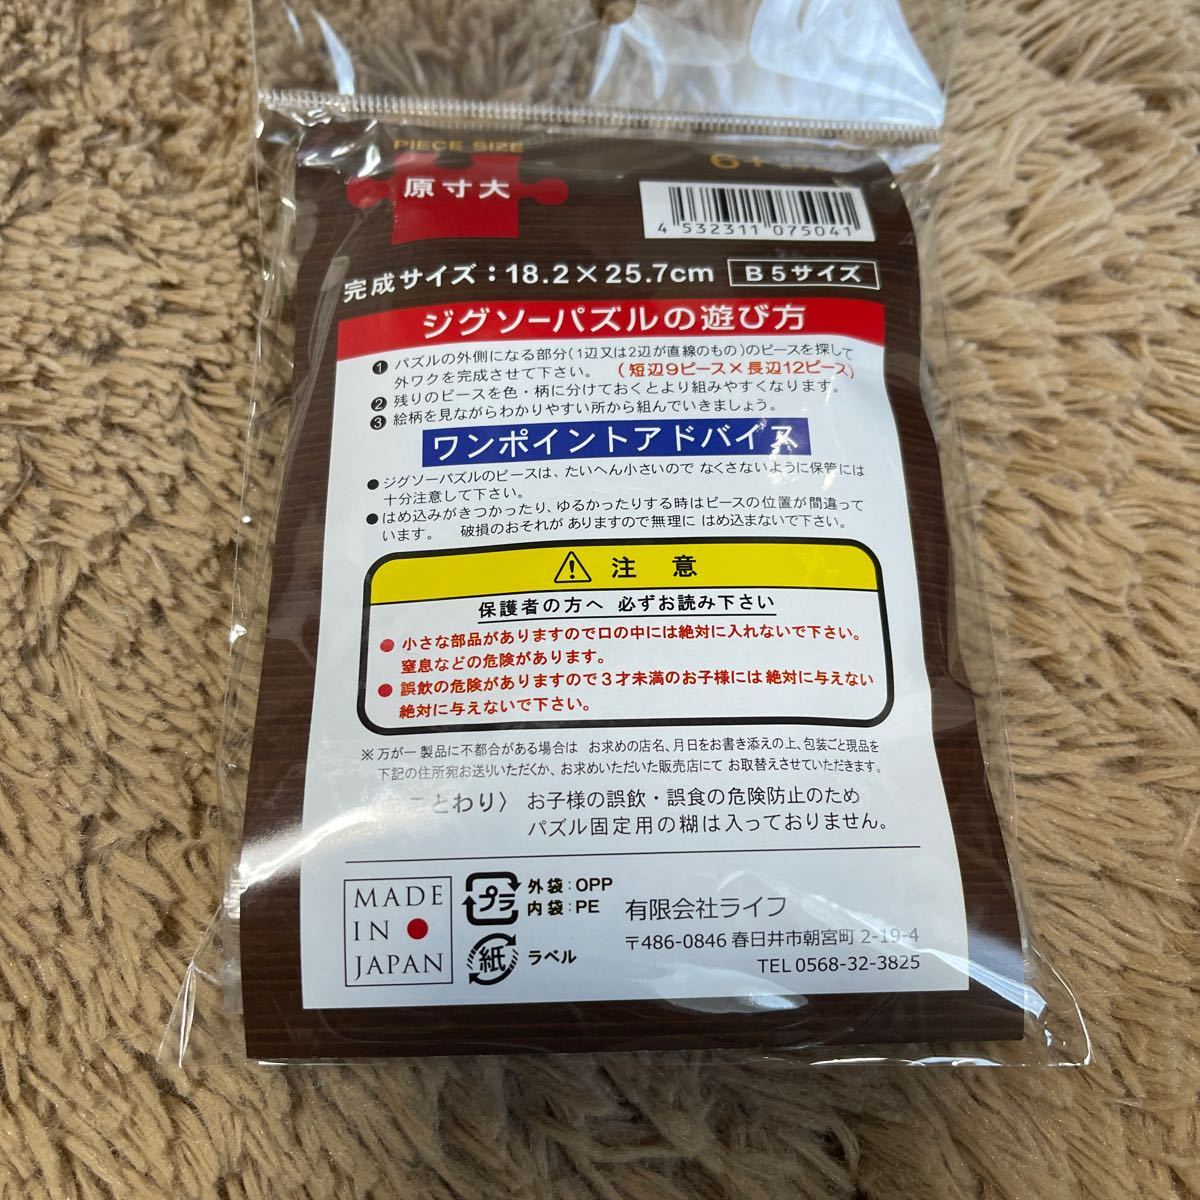 PIECE SIZE
原寸大
6+
4 532311 075041
完成サイズ：18.2×25.7cm
B5サイズ
ジグソーパズルの遊び方
① パズルの外側になる部分(1辺又は2辺が直線のもの)のピースを探して
外ワクを完成させて下さい。 (短辺9ピース×長辺12ピース)
② 残りのピースを色・柄に分けておくとより組みやすくなります。
③ 絵柄を見ながらわかりやすい所から組んでいきましょう。
ワンポイントアドバイス
● ジグソーパズルのピースは、たいへん小さいので なくさないように保管には
十分注意して下さい。
● はめ込みがきつかったり、ゆるかったりする時はピースの位置が間違って
います。 破損のおそれが ありますので無理に はめ込まないで下さい。
注 意
保護者の方へ 必ずお読み下さい
● 小さな部品がありますので口の中には絶対に入れないで下さい。
窒息などの危険があります。
● 誤飲の危険がありますので３才未満のお子様には 絶対に与えない
絶対に与えないで下さい。
※ 万が一 製品に不都合がある場合は お求めの店名、月日をお書き添えの上、包装ごと現品を
下記の住所宛お送りいただくか、お求めいただいた販売店にて お取替えさせていただきます。
ことわり〉 お子様の誤飲・誤食の危険防止のため
パズル固定用の糊は入っておりません。
MADE
IN ●
JAPAN
プラ
外袋：OPP
内袋：PE
紙
ラベル
有限会社ライフ
〒486-0846 春日井市朝宮町 2-19-4
TEL 0568-32-3825